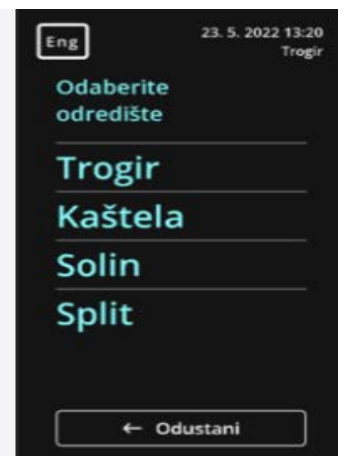 Eng
23. 5. 2022 13:20
Trogir
Odaberite
odredište
Trogir
Kaštela
Solin
Split
← Odustani